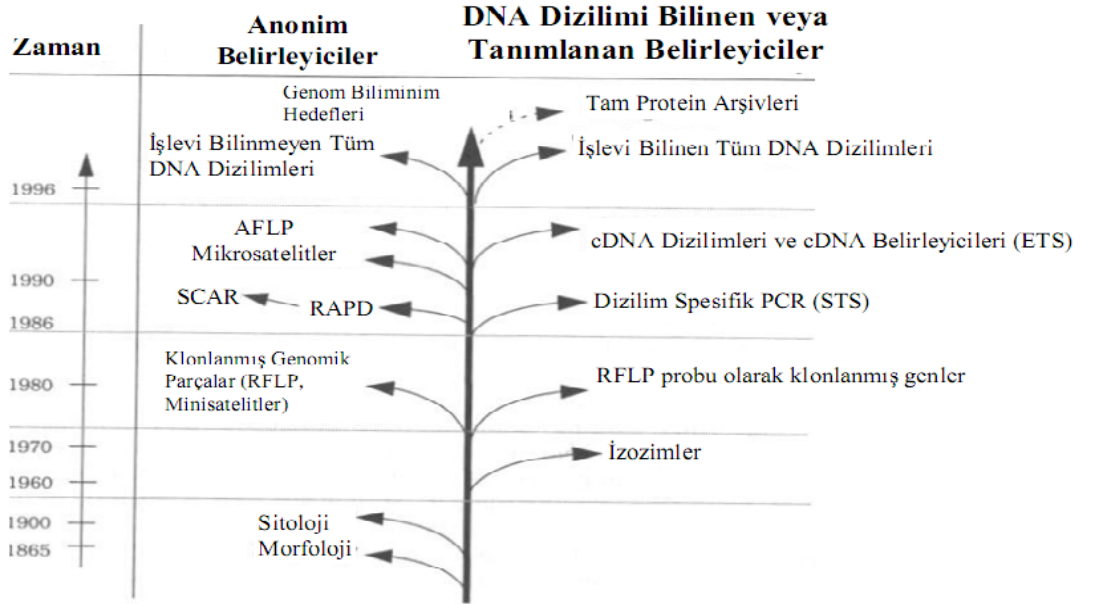 Zaman
Anonim
Belirleyiciler
DNA Dizilimi Bilinen veya
Tanımlanan Belirleyiciler
Genom Biliminim
Hedefleri
Tam Protein Arşivleri
İşlevi Bilinmeyen Tüm
DNA Dizilimleri
İşlevi Bilinen Tüm DNA Dizilimleri
1996
AFLP
Mikrosatelitler
cDNA Dizilimleri ve cDNA Belirleyicileri (ETS)
1990
SCAR
RAPD
Dizilim Spesifik PCR (STS)
1986
Klonlanmış Genomik
Parçalar (RFLP,
Minisatelitler)
1980
RFLP probu olarak klonlanmış genler
1970
İzozimler
1960
1900
Sitoloji
Morfoloji
1865